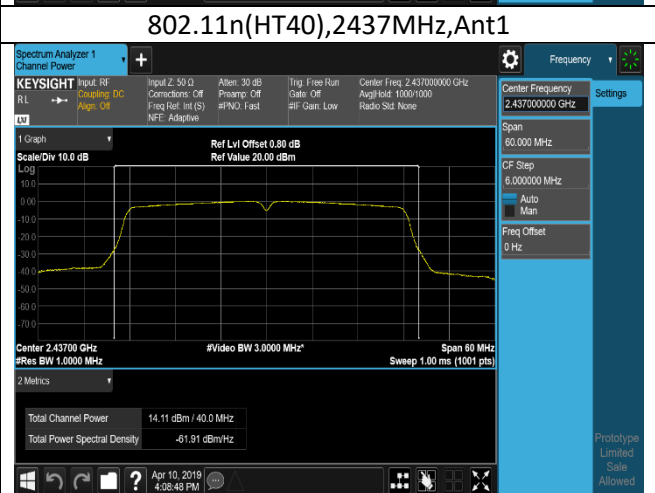 802.11n(HT40),2437MHz,Ant1
Spectrum Analyzer 1
Channel Power
+
Frequency
KEYSIGHT
RL
Input: RF
Coupling: DC
Align: Off
Input Z: 50 Ω
Corrections: Off
Freq Ref: Int (S)
NFE: Adaptive
Atten: 30 dB
Preamp: Off
#PNO: Fast
Trig: Free Run
Gate: Off
#IF Gain: Low
Center Freq: 2.437000000 GHz
Avg|Hold: 1000/1000
Radio Std: None
Center Frequency
2.437000000 GHz
Settings
Span
60.000 MHz
CF Step
6.000000 MHz
Auto
Man
Freq Offset
0 Hz
1 Graph
Scale/Div 10.0 dB
Ref Lvl Offset 0.80 dB
Ref Value 20.00 dBm
Log
10.0
0.00
-10.0
-20.0
-30.0
-40.0
-50.0
-60.0
-70.0
Center 2.43700 GHz
#Video BW 3.0000 MHz*
Span 60 MHz
#Res BW 1.0000 MHz
Sweep 1.00 ms (1001 pts)
2 Metrics
Total Channel Power 14.11 dBm / 40.0 MHz
Total Power Spectral Density -61.91 dBm/Hz
Prototype
Limited
Sale
Allowed
?
Apr 10, 2019
4:08:48 PM